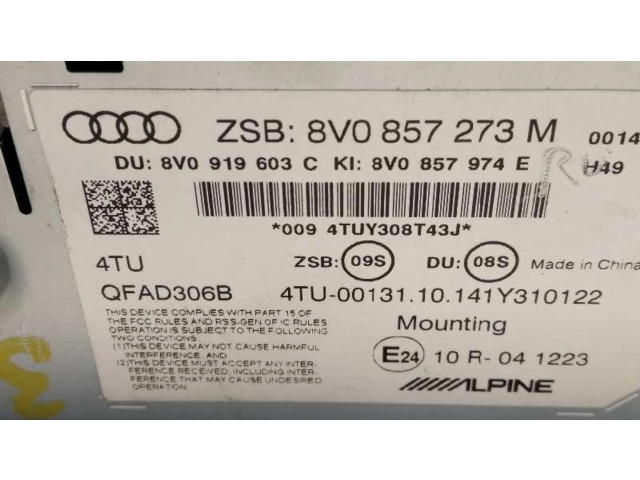 ZSB: 8V0 857 273 M 0014
DU: 8V0 919 603 C KI: 8V0 857 974 E H49
*009 4TUY308T43J*
4TU ZSB: 09S DU: 08S Made in China
QFAD306B 4TU-00131.10.141Y310122
THIS DEVICE COMPLIES WITH PART 15 OF
THE FCC RULES AND RSS-GEN OF IC RULES.
OPERATION IS SUBJECT TO THE FOLLOWING
TWO CONDITIONS:
(1)THIS DEVICE MAY NOT CAUSE HARMFUL
INTERFERENCE, AND
(2)THIS DEVICE MUST ACCEPT ANY INTER-
FERENCE RECEIVED, INCLUDING INTER-
FERENCE THAT MAY CAUSE UNDESIRED
OPERATION.
Mounting
E24 10 R-04 1223
ALPINE